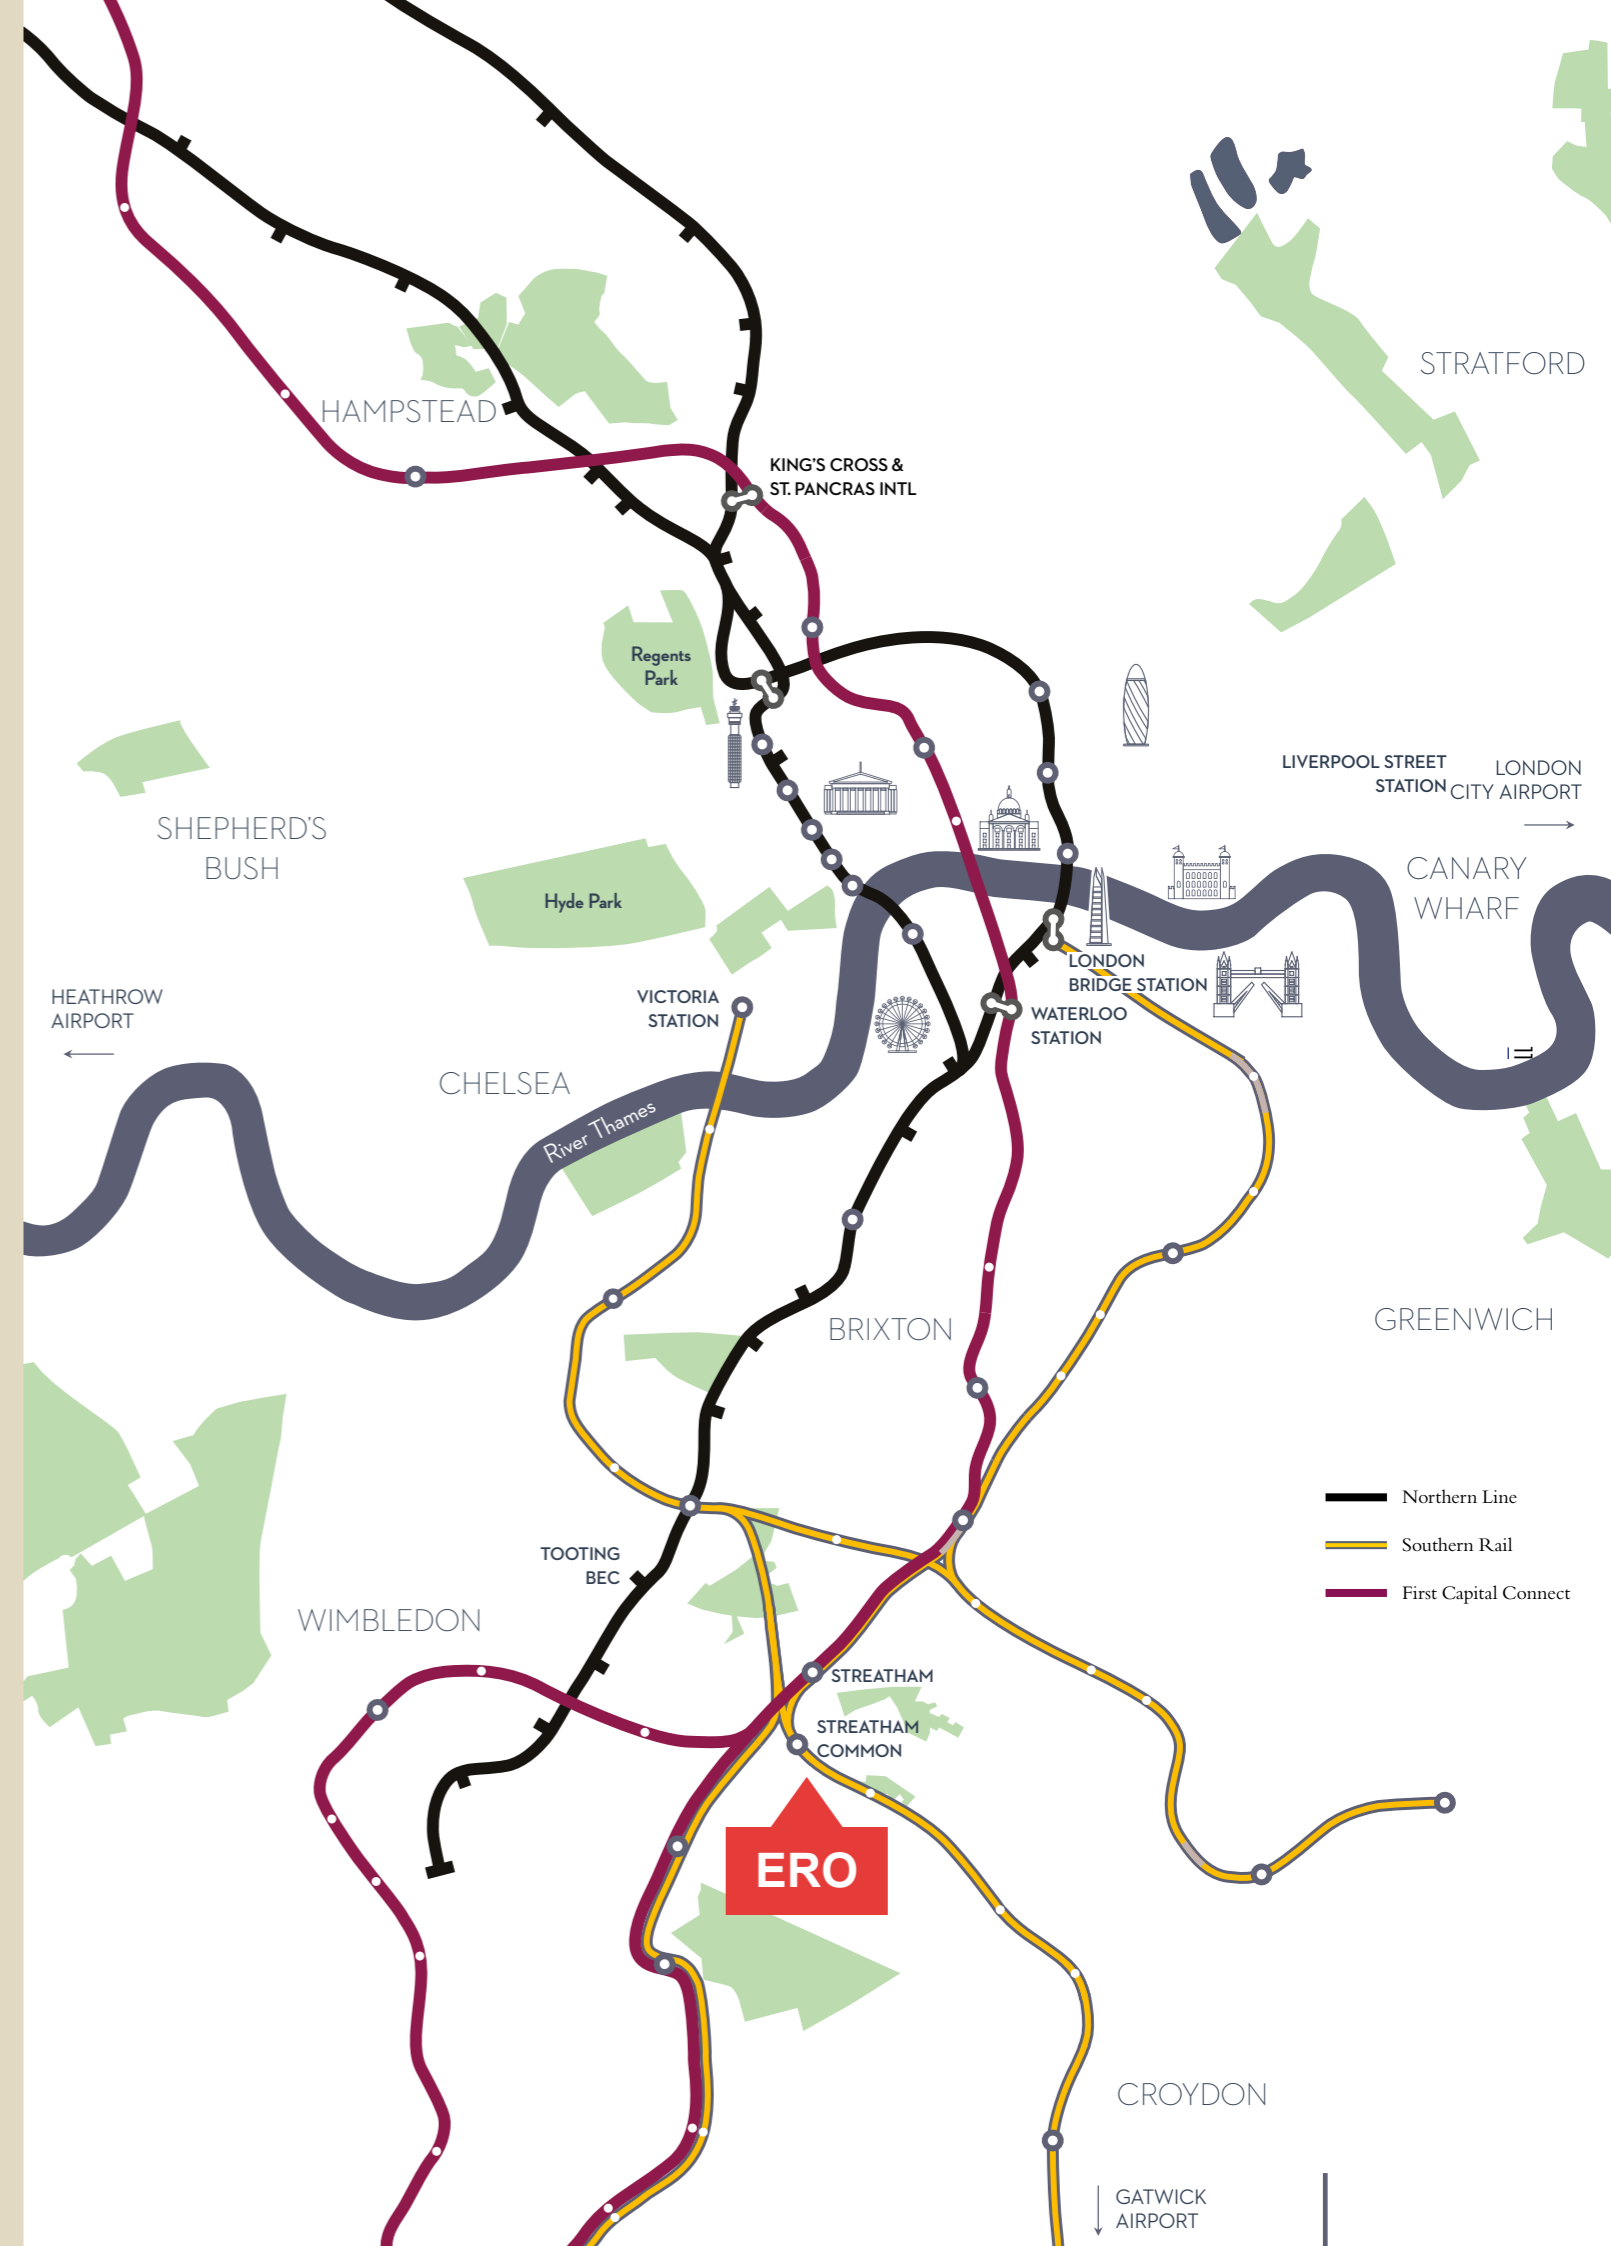 STRATFORD
HAMPSTEAD
KING'S CROSS &
ST. PANCRAS INTL
Regents
Park
LIVERPOOL STREET
STATION
LONDON
CITY AIRPORT
SHEPHERD'S
BUSH
CANARY
WHARF
Hyde Park
LONDON
BRIDGE STATION
HEATHROW
AIRPORT
VICTORIA
STATION
WATERLOO
STATION
CHELSEA
River Thames
BRIXTON
GREENWICH
Northern Line
Southern Rail
First Capital Connect
TOOTING
BEC
WIMBLEDON
STREATHAM
STREATHAM
COMMON
ERO
CROYDON
GATWICK
AIRPORT